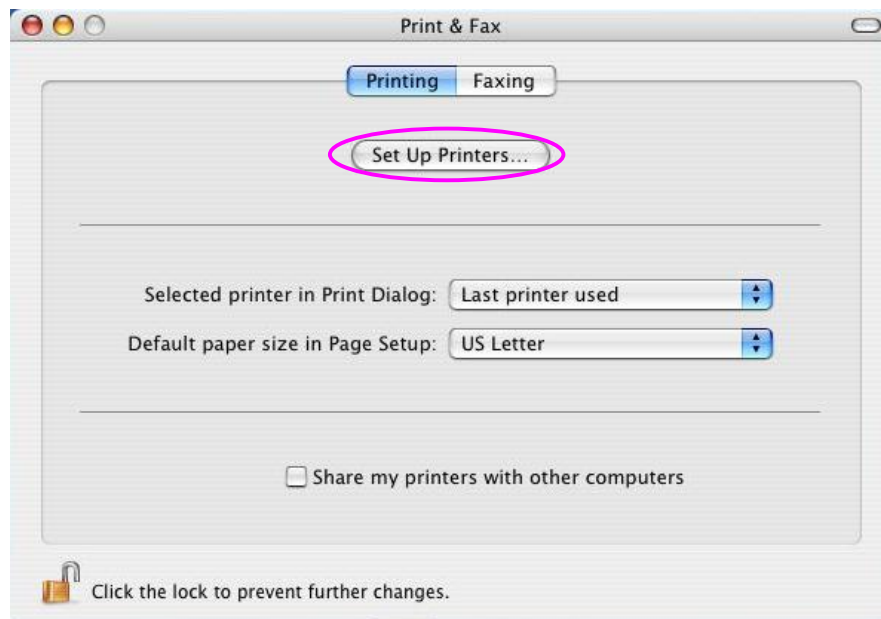 Print & Fax
Printing Faxing
Set Up Printers...
Selected printer in Print Dialog: Last printer used
Default paper size in Page Setup: US Letter
Share my printers with other computers
Click the lock to prevent further changes.